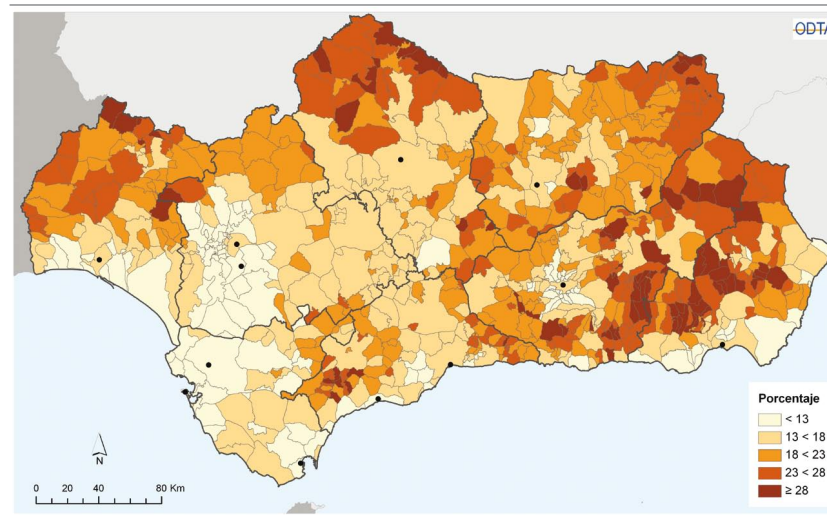 ODTA
Porcentaje
< 13
13 < 18
18 < 23
23 < 28
≥ 28
N
0 20 40 80 Km